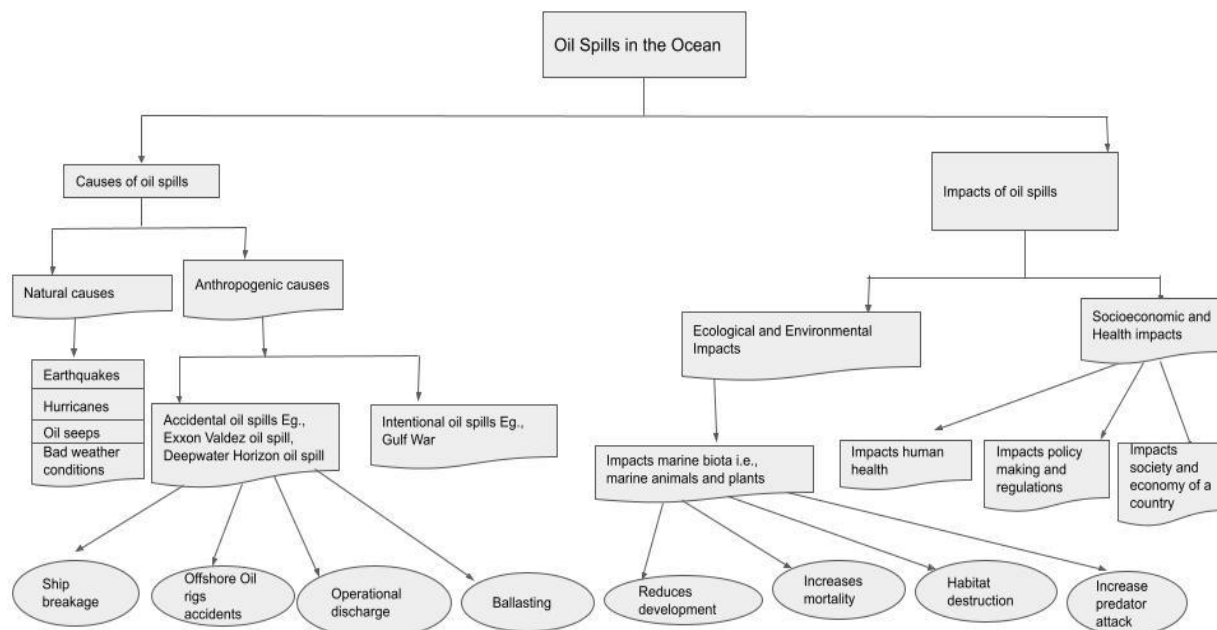 Oil Spills in the Ocean
Causes of oil spills
Impacts of oil spills
Natural causes
Anthropogenic causes
Ecological and Environmental
Impacts
Socioeconomic and
Health impacts
Earthquakes
Hurricanes
Oil seeps
Bad weather
conditions
Accidental oil spills Eg.,
Exxon Valdez oil spill,
Deepwater Horizon oil spill
Intentional oil spills Eg.,
Gulf War
Impacts marine biota i.e.,
marine animals and plants
Impacts human
health
Impacts policy
making and
regulations
Impacts
society and
economy of a
country
Ship
breakage
Offshore Oil
rigs
accidents
Operational
discharge
Ballasting
Reduces
development
Increases
mortality
Habitat
destruction
Increase
predator
attack